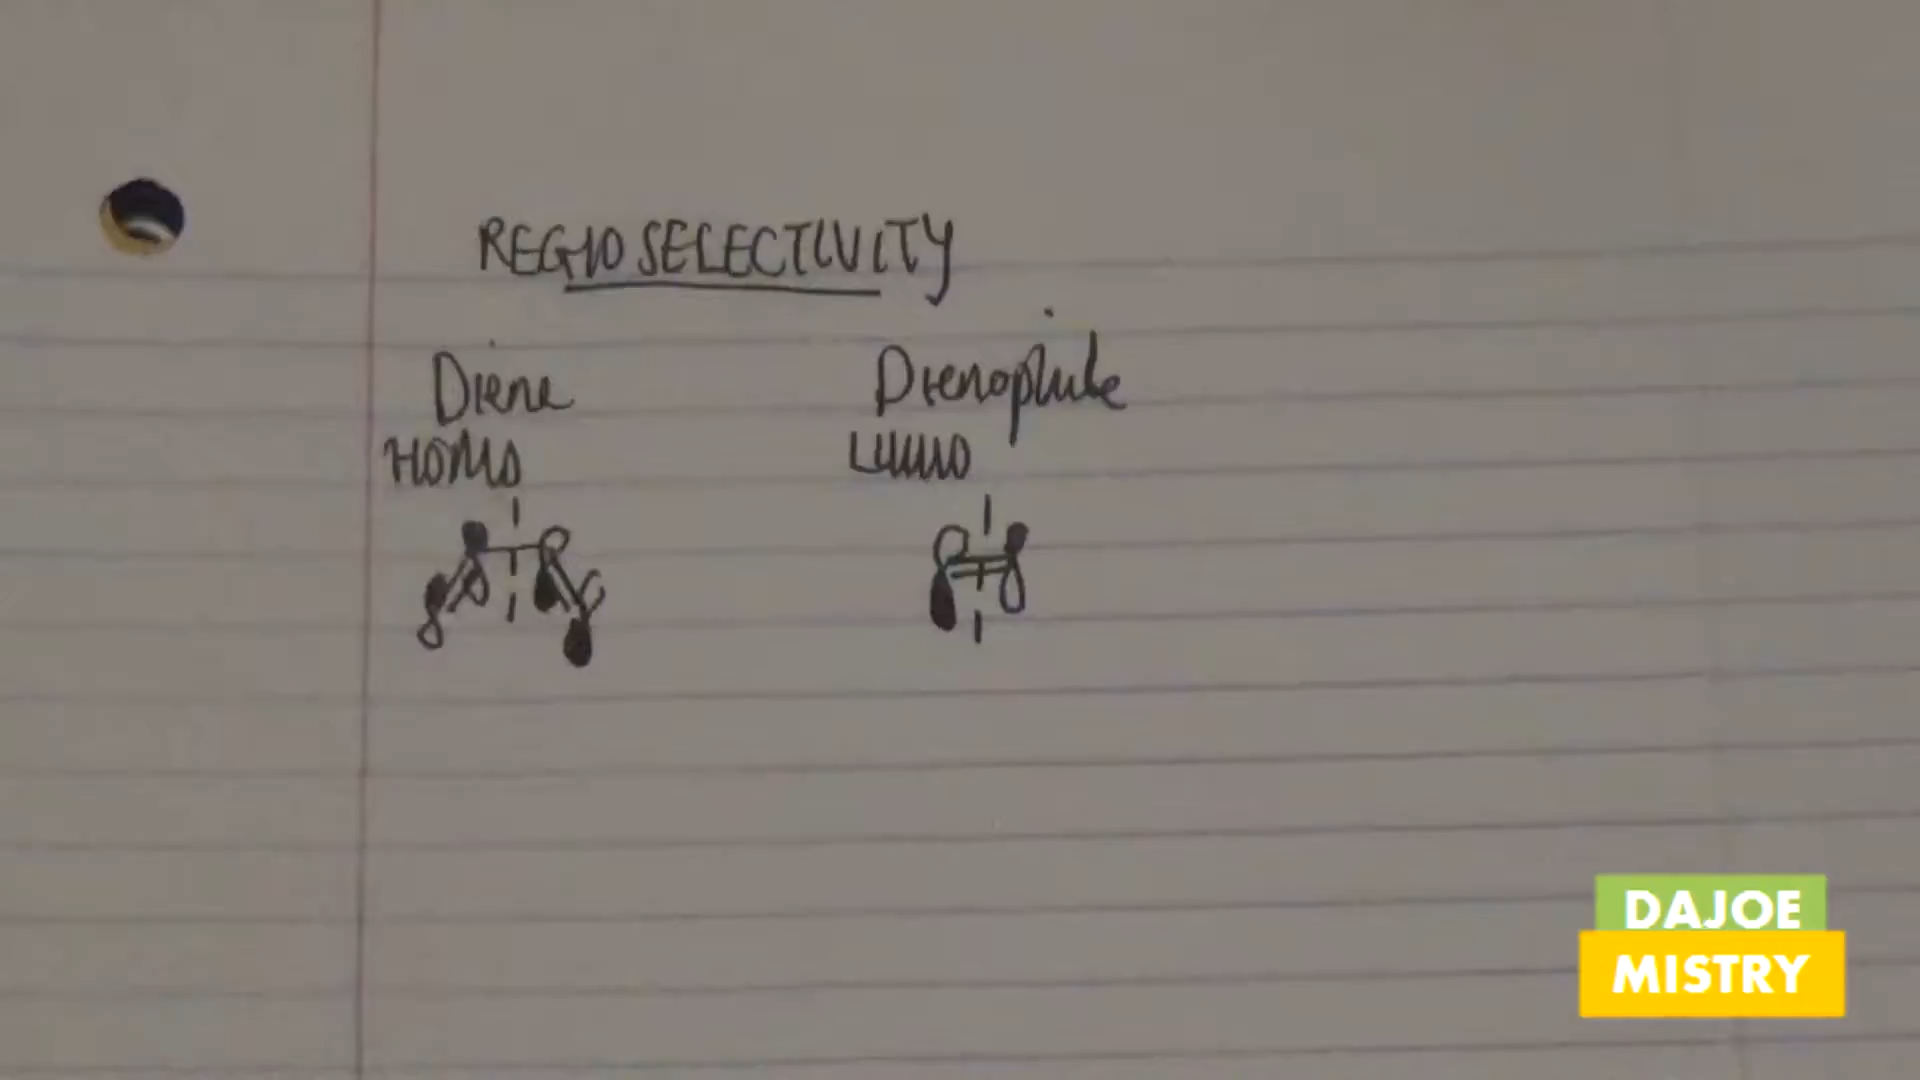 REGIOSELECTIVITY
Diene
Dienophile
HOMO
LUMO
DAJOE
MISTRY